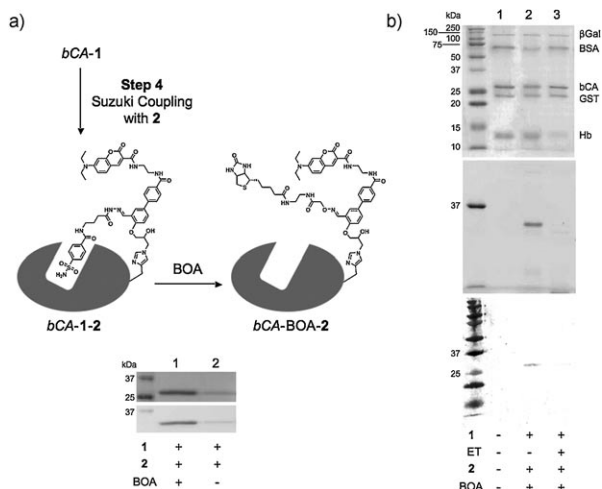 a)
bCA-1
Step 4
Suzuki Coupling
with 2
BOA
bCA-1-2
bCA-BOA-2
kDa
1 2
37
25
37
1 + +
2 + +
BOA + -
b)
kDa
1 2 3
250
150
100
75
50
37
25
20
15
10
βGal
BSA
bCA
GST
Hb
37
37
25
1 - + +
ET - - +
2 - + +
BOA - + +